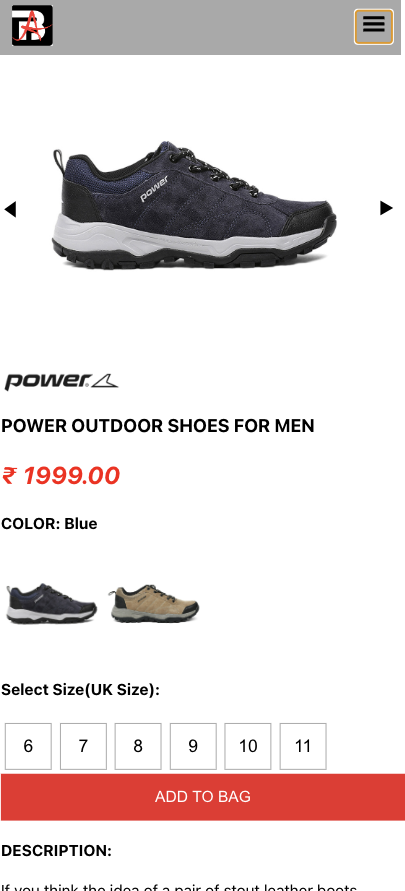 power
power
POWER OUTDOOR SHOES FOR MEN
₹ 1999.00
COLOR: Blue
Select Size(UK Size):
6 7 8 9 10 11
ADD TO BAG
DESCRIPTION:
If you think the idea of a pair of stout leather boots